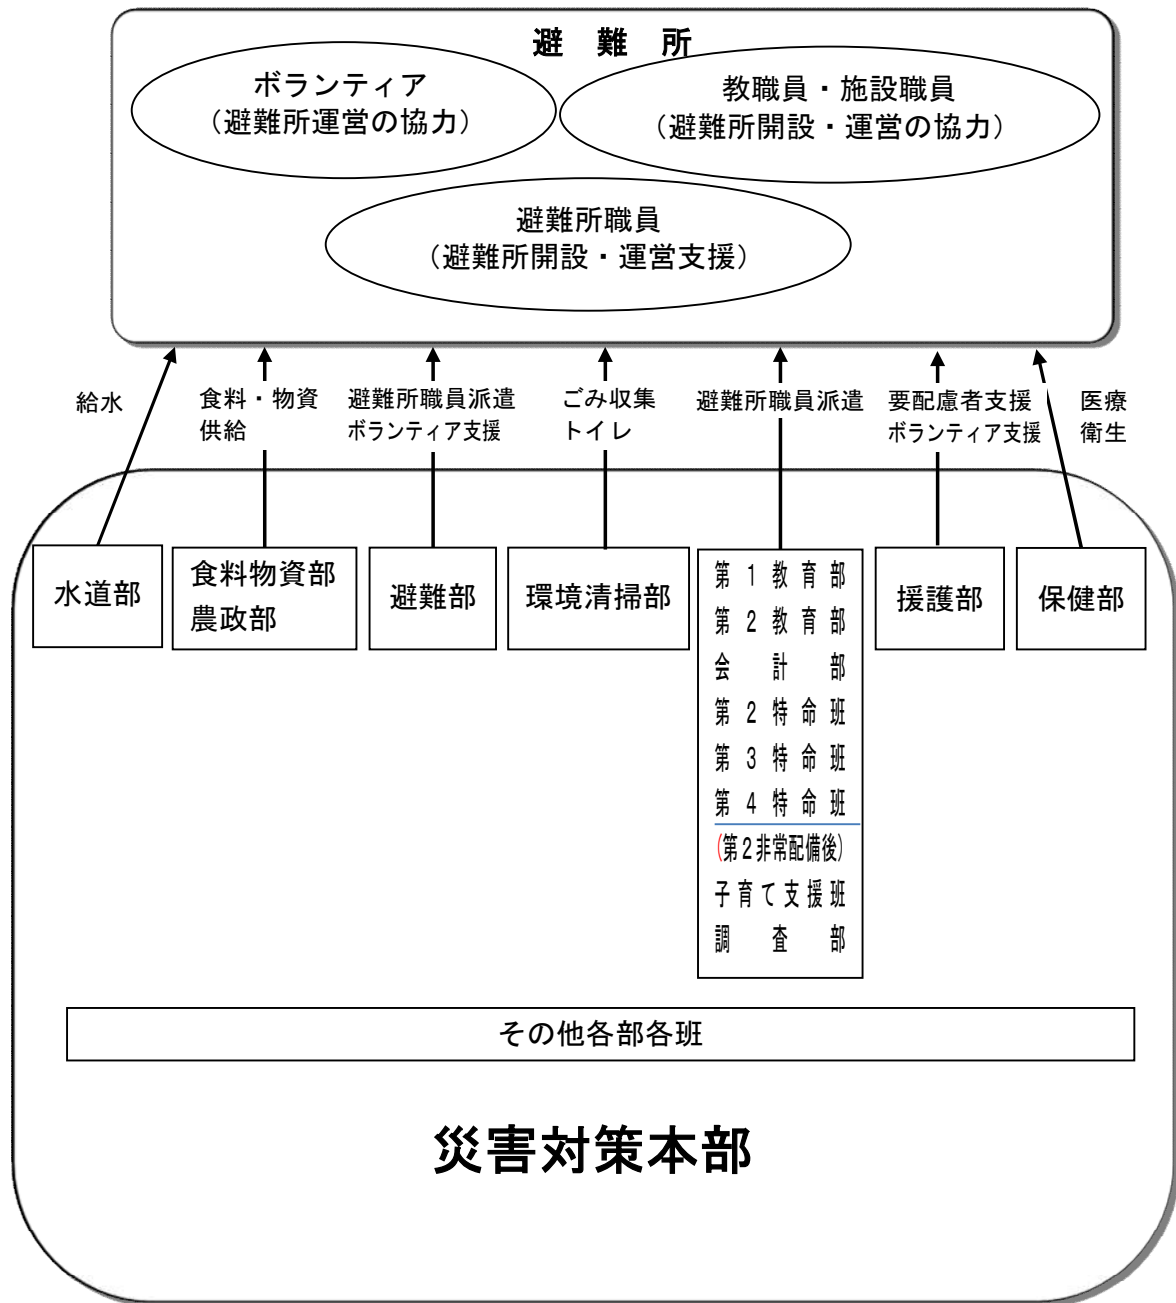 避　難　所
ボランティア
（避難所運営の協力）
教職員・施設職員
（避難所開設・運営の協力）
避難所職員
（避難所開設・運営支援）
給水
食料・物資
供給
避難所職員派遣
ボランティア支援
ごみ収集
トイレ
避難所職員派遣
要配慮者支援
ボランティア支援
医療
衛生
水道部
食料物資部
農政部
避難部
環境清掃部
第１教育部
第２教育部
会計部
第２特命班
第３特命班
第４特命班
(第２非常配備後)
子育て支援班
調査部
援護部
保健部
その他各部各班
災害対策本部